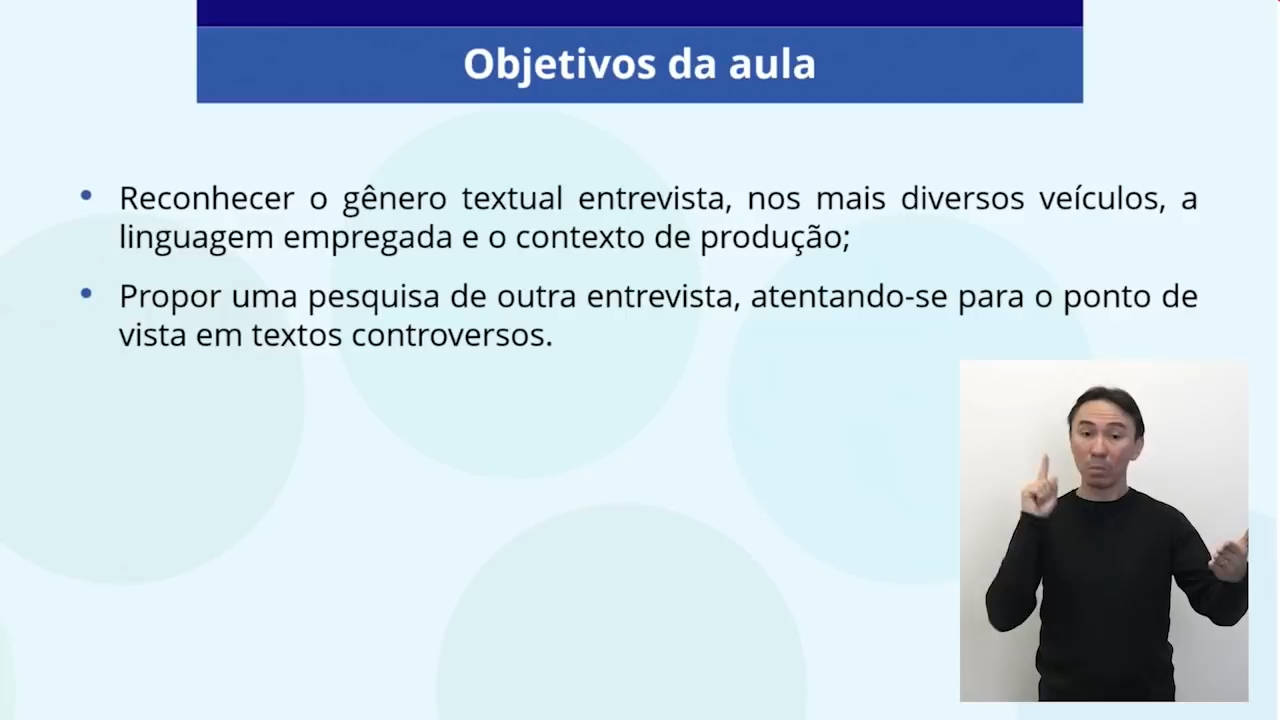 Objetivos da aula
• Reconhecer o gênero textual entrevista, nos mais diversos veículos, a
linguagem empregada e o contexto de produção;
• Propor uma pesquisa de outra entrevista, atentando-se para o ponto de
vista em textos controversos.